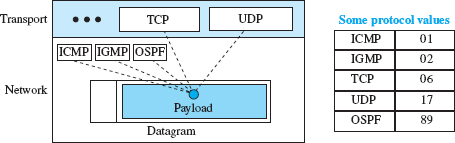 Transport
TCP
UDP
ICMP
IGMP
OSPF
Network
Payload
Datagram
Some protocol values
ICMP 01
IGMP 02
TCP 06
UDP 17
OSPF 89